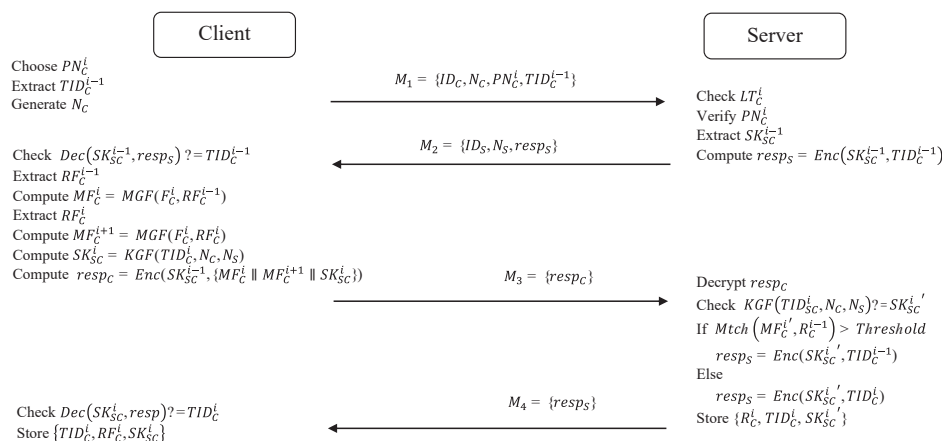 Client
Server
Choose $PN_C^i$
Extract $TID_C^{i-1}$
Generate $N_C$
$M_1 = \{ID_C, N_C, PN_C^i, TID_C^{i-1}\}$
Check $LT_C^i$
Verify $PN_C^i$
Extract $SK_{SC}^{i-1}$
Compute $resp_S = Enc(SK_{SC}^{i-1}, TID_C^{i-1})$
$M_2 = \{ID_S, N_S, resp_S\}$
Check $Dec(SK_{SC}^{i-1}, resp_S) ?= TID_C^{i-1}$
Extract $RF_C^{i-1}$
Compute $MF_C^i = MGF(F_C^i, RF_C^{i-1})$
Extract $RF_C^i$
Compute $MF_C^{i+1} = MGF(F_C^i, RF_C^i)$
Compute $SK_{SC}^i = KGF(TID_C^i, N_C, N_S)$
Compute $resp_C = Enc(SK_{SC}^{i-1}, \{MF_C^i \parallel MF_C^{i+1} \parallel SK_{SC}^i\})$
$M_3 = \{resp_C\}$
Decrypt $resp_C$
Check $KGF(TID_{SC}^i, N_C, N_S) ?= {SK_{SC}^i}'$
If $Mtch({MF_C^i}', R_C^{i-1}) > Threshold$
$resp_S = Enc({SK_{SC}^i}', TID_C^{i-1})$
Else
$resp_S = Enc({SK_{SC}^i}', TID_C^i)$
Store $\{R_C^i, TID_C^i, {SK_{SC}^i}'\}$
$M_4 = \{resp_S\}$
Check $Dec(SK_{SC}^i, resp) ?= TID_C^i$
Store $\{TID_C^i, RF_C^i, SK_{SC}^i\}$